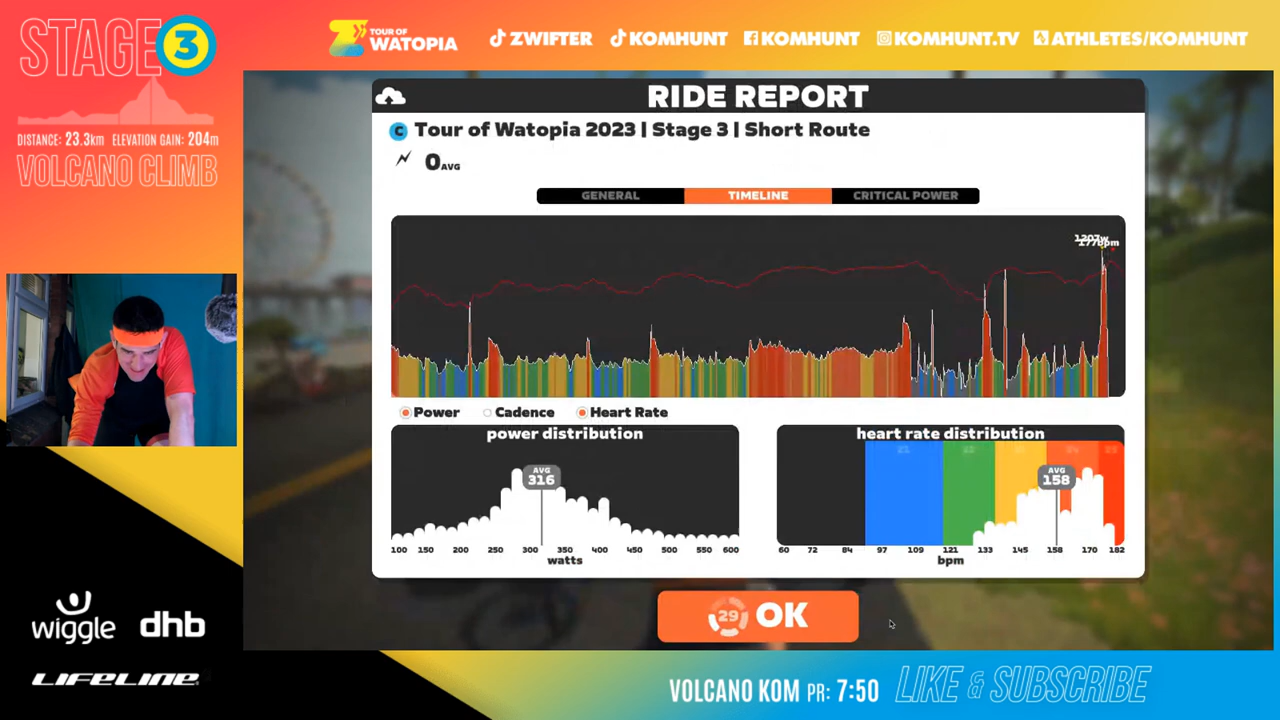 STAGE 3
DISTANCE: 23.3km ELEVATION GAIN: 204m
VOLCANO CLIMB
TOUR OF
WATOPIA
ZWIFTER
KOMHUNT
KOMHUNT
KOMHUNT.TV
ATHLETES/KOMHUNT
RIDE REPORT
C Tour of Watopia 2023 | Stage 3 | Short Route
0AVG
GENERAL
TIMELINE
CRITICAL POWER
Power
Cadence
Heart Rate
power distribution
AVG
316
100 150 200 250 300 350 400 450 500 550 600
watts
heart rate distribution
AVG
158
60 72 84 97 109 121 133 145 158 170 182
bpm
29 OK
wiggle dhb
LIFELINE
VOLCANO KOM PR: 7:50
LIKE & SUBSCRIBE